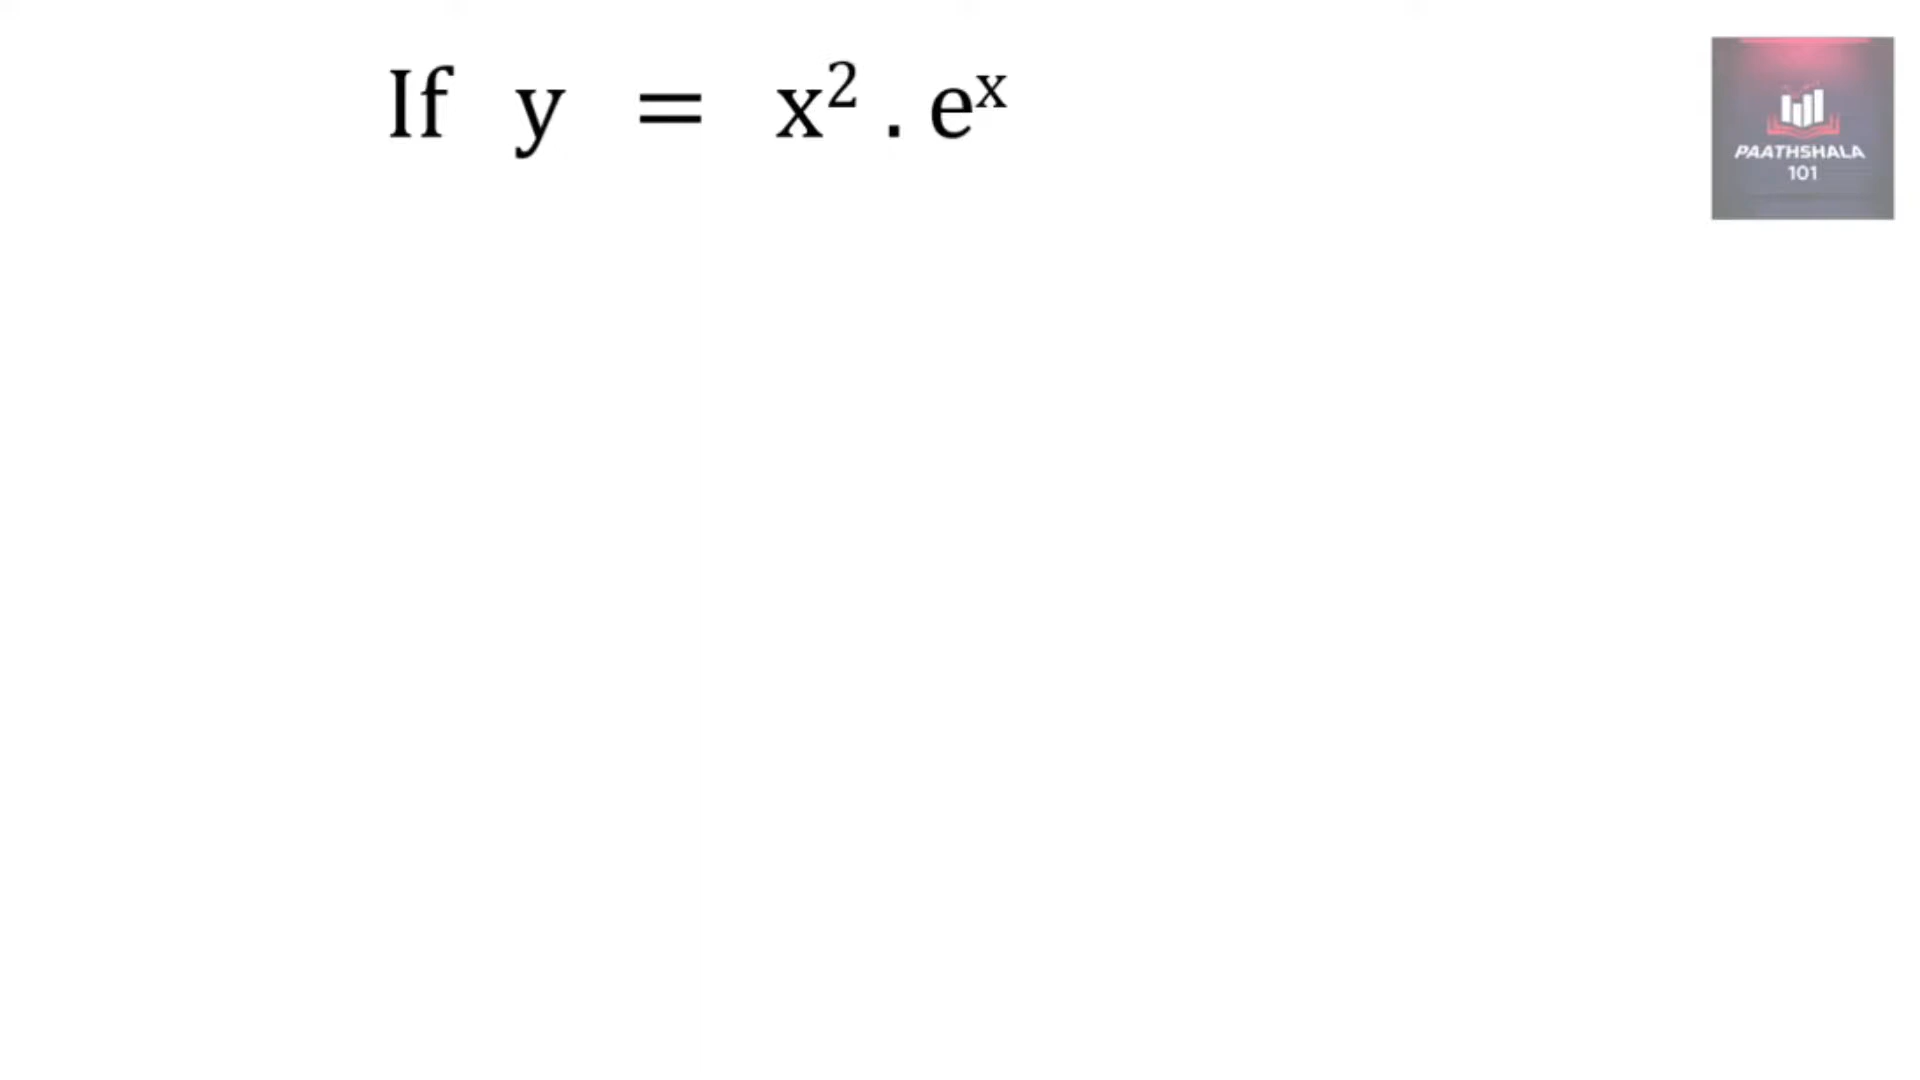 If y = x² . eˣ
PAATHSHALA
101